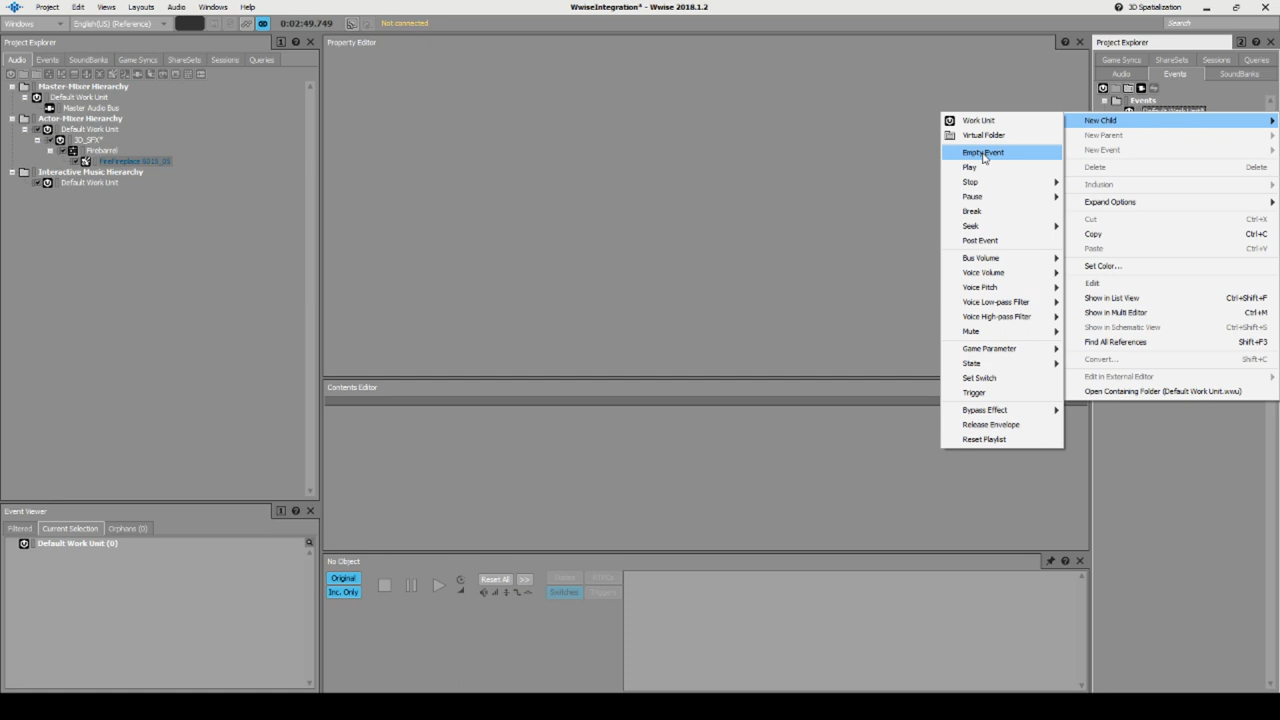 Project Edit Views Layouts Audio Windows Help
WwiseIntegration* - Wwise 2018.1.2
3D Spatialization
Windows
English(US) (Reference)
0:02:49.749
Not connected
Search
Project Explorer
1
Audio Events SoundBanks Game Syncs ShareSets Sessions Queries
Master-Mixer Hierarchy
Default Work Unit
Master Audio Bus
Actor-Mixer Hierarchy
Default Work Unit
3D_SFX*
Firebarrel
Interactive Music Hierarchy
Default Work Unit
Event Viewer
1
Filtered Current Selection Orphans (0)
Default Work Unit (0)
Property Editor
Contents Editor
No Object
Original
Inc. Only
Reset All >>
States RTPCs
Switches Triggers
Project Explorer
2
Game Syncs ShareSets Sessions Queries
Audio Events SoundBanks
Events
Work Unit
Virtual Folder
Empty Event
Play
Stop
Pause
Break
Seek
Post Event
Bus Volume
Voice Volume
Voice Pitch
Voice Low-pass Filter
Voice High-pass Filter
Mute
Game Parameter
State
Set Switch
Trigger
Bypass Effect
Release Envelope
Reset Playlist
New Child
New Parent
New Event
Delete Delete
Inclusion
Expand Options
Cut Ctrl+X
Copy Ctrl+C
Paste Ctrl+V
Set Color...
Edit
Show in List View Ctrl+Shift+F
Show in Multi Editor Ctrl+M
Show in Schematic View Ctrl+Shift+S
Find All References Shift+F3
Convert... Shift+C
Edit in External Editor
Open Containing Folder (Default Work Unit.wwu)